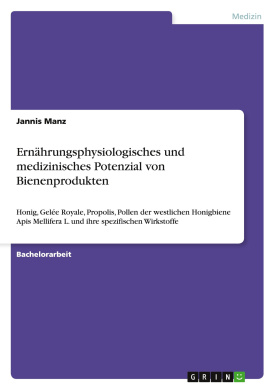 Medizin
Jannis Manz
Ernährungsphysiologisches und
medizinisches Potenzial von
Bienenprodukten
Honig, Gelée Royale, Propolis, Pollen der westlichen Honigbiene
Apis Mellifera L. und ihre spezifischen Wirkstoffe
Bachelorarbeit
GRIN